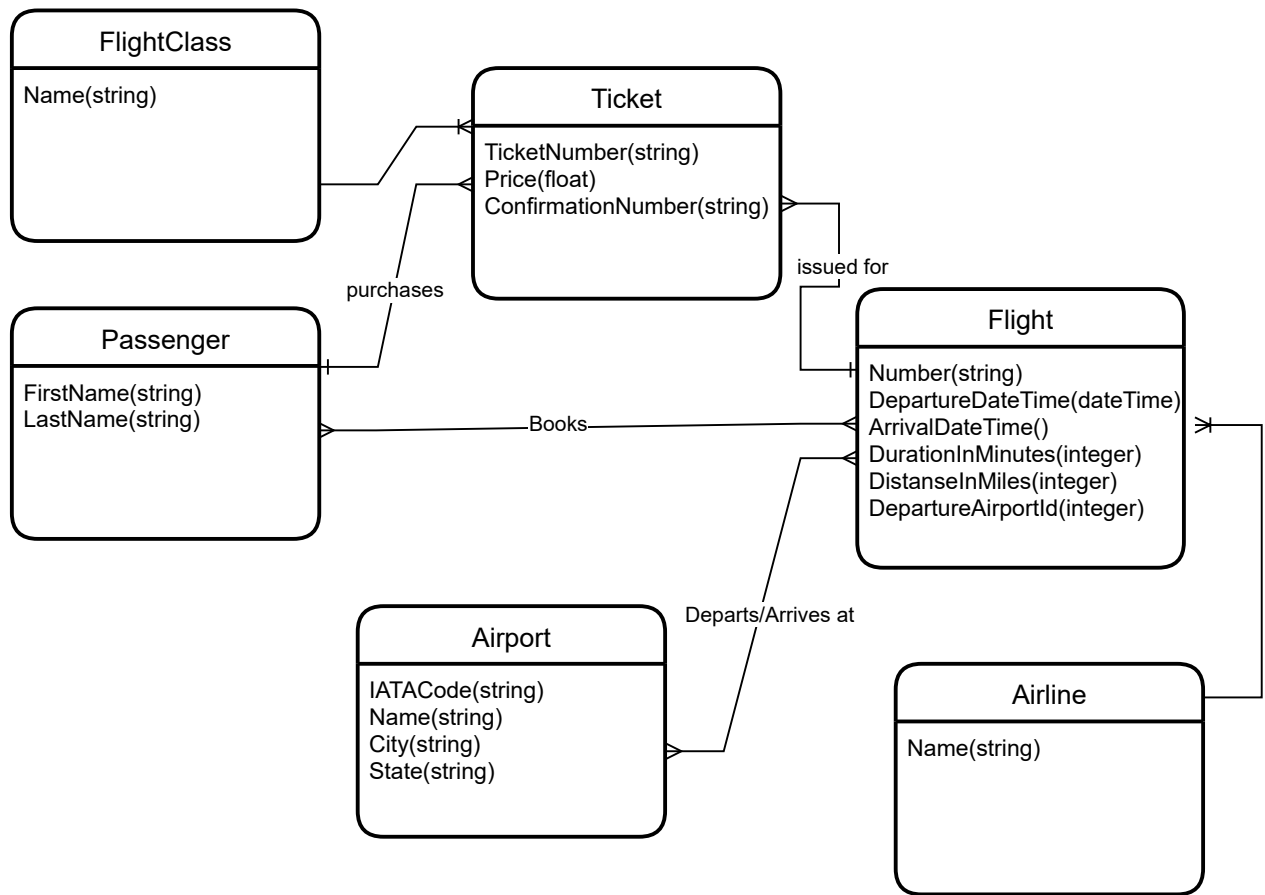 FlightClass
Name(string)
Ticket
TicketNumber(string)
Price(float)
ConfirmationNumber(string)
issued for
purchases
Passenger
FirstName(string)
LastName(string)
Flight
Number(string)
DepartureDateTime(dateTime)
ArrivalDateTime()
DurationInMinutes(integer)
DistanseInMiles(integer)
DepartureAirportId(integer)
Books
Departs/Arrives at
Airport
IATACode(string)
Name(string)
City(string)
State(string)
Airline
Name(string)